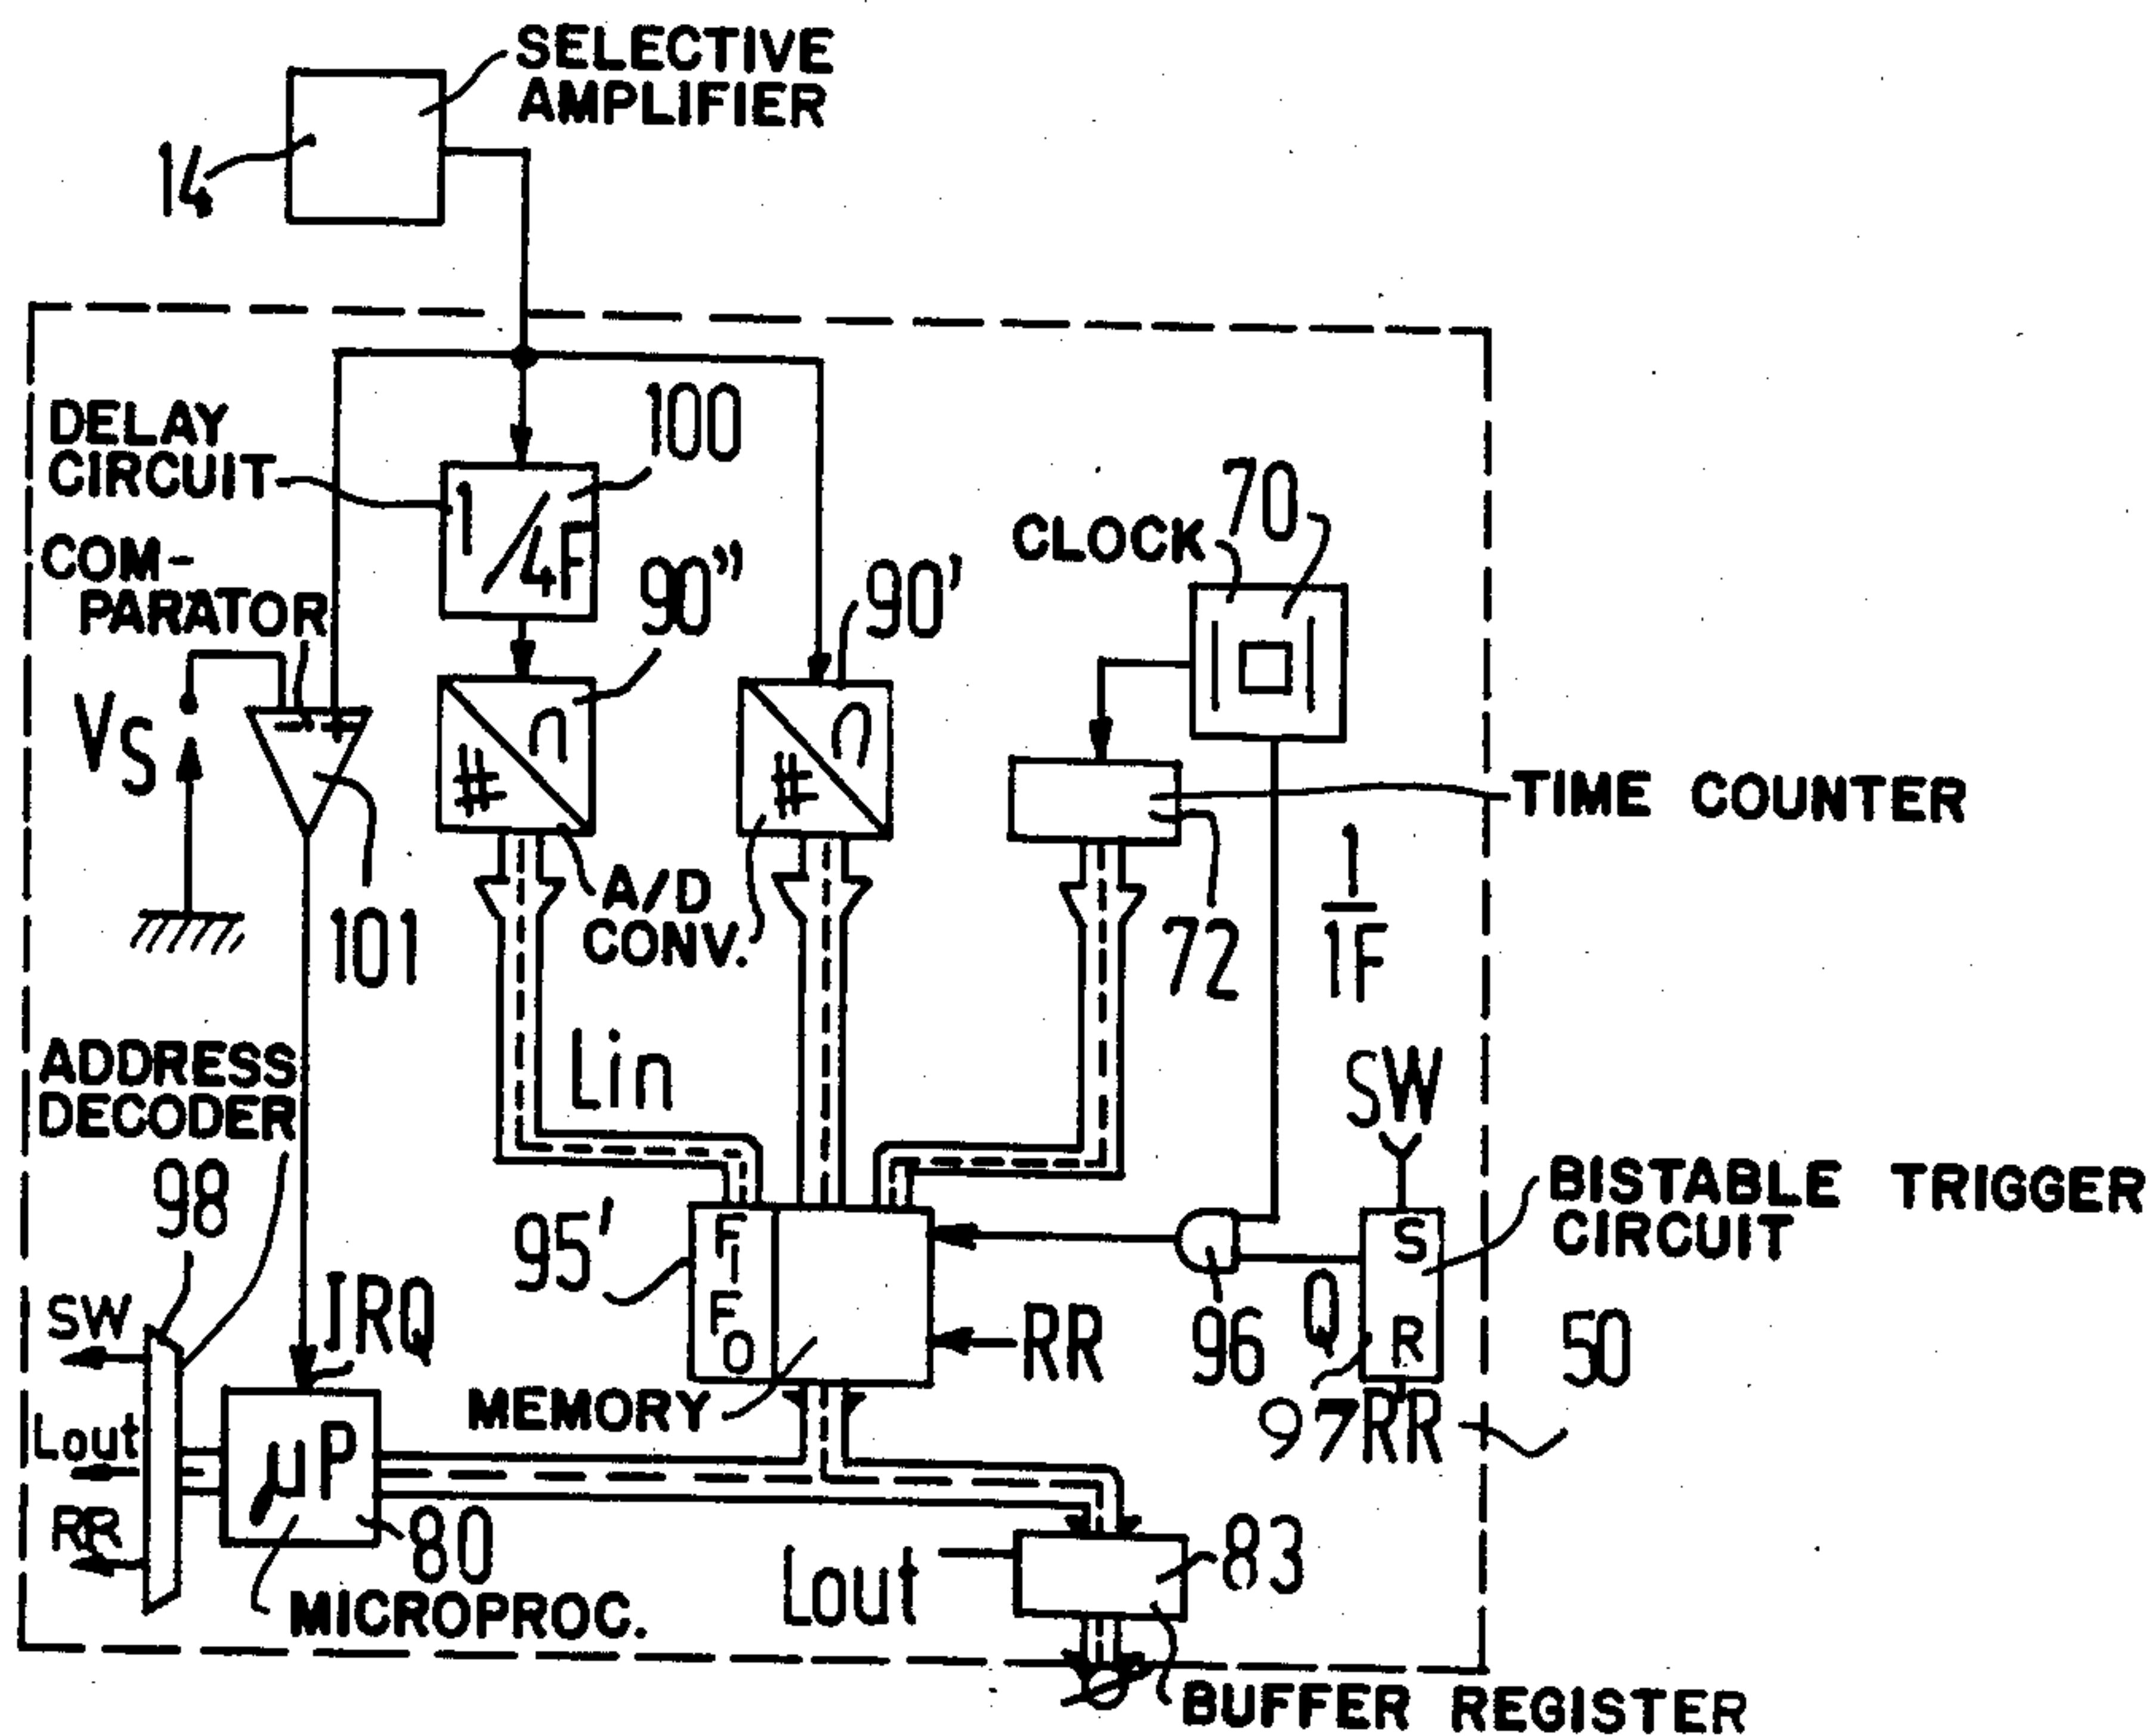 SELECTIVE
AMPLIFIER
14
DELAY
CIRCUIT
100
1/4F
COM-
PARATOR
90"
90'
CLOCK
70
VS
- +
# ∩
# ∩
TIME COUNTER
A/D
CONV.
101
72
1
1F
Lin
SW
ADDRESS
DECODER
98
95'
FIFO
BISTABLE TRIGGER
CIRCUIT
S
Q
R
96
97
RR
50
SW
IRQ
RR
MEMORY
Lout
µP
RR
80
83
Lout
MICROPROC.
BUFFER REGISTER